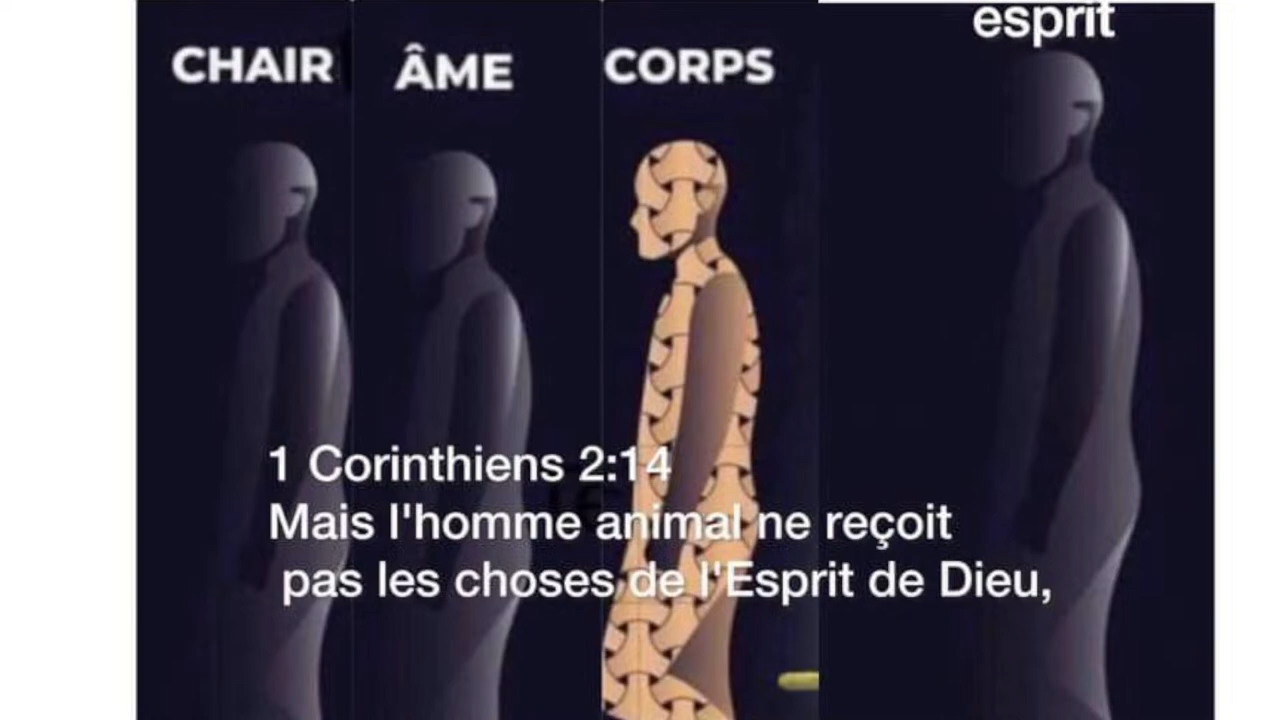 esprit
CHAIR ÂME CORPS
1 Corinthiens 2:14
Mais l'homme animal ne reçoit
pas les choses de l'Esprit de Dieu,